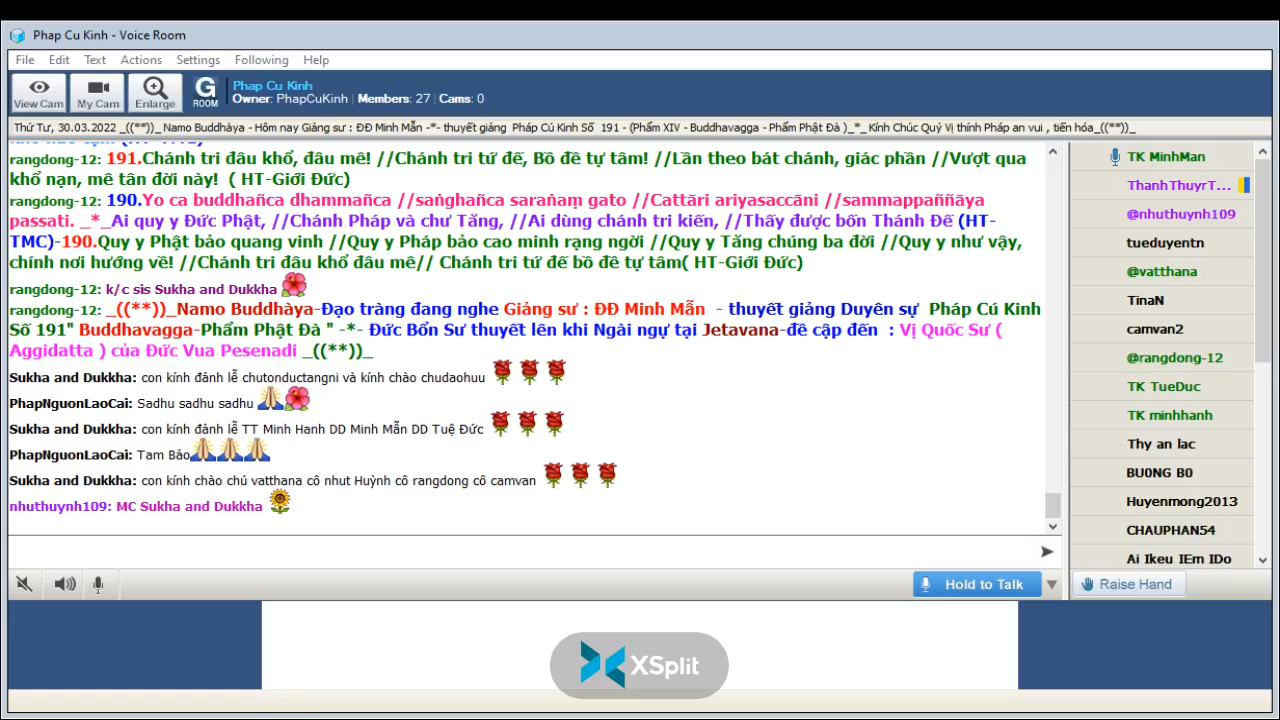 Phap Cu Kinh - Voice Room
File Edit Text Actions Settings Following Help
View Cam
My Cam
Enlarge
G
ROOM
Phap Cu Kinh
Owner: PhapCuKinh | Members: 27 | Cams: 0
Thứ Tư, 30.03.2022 _((**))_ Namo Buddhàya - Hôm nay Giảng sư : ĐĐ Minh Mẫn -*- thuyết giảng Pháp Cú Kinh Số 191 - (Phẩm XIV - Buddhavagga - Phẩm Phật Đà )_*_ Kính Chúc Quý Vị thính Pháp an vui , tiến hóa_((**))_
rangdong-12: 191.Chánh tri đâu khổ, đâu mê! //Chánh tri tứ đế, Bồ đề tự tâm! //Lần theo bát chánh, giác phần //Vượt qua
khổ nạn, mê tân đời này! ( HT-Giới Đức)
rangdong-12: 190.Yo ca buddhañca dhammañca //saṅghañca saraṇaṃ gato //Cattāri ariyasaccāni //sammappaññāya
passati. _*_Ai quy y Đức Phật, //Chánh Pháp và chư Tăng, //Ai dùng chánh tri kiến, //Thấy được bốn Thánh Đế (HT-
TMC)-190.Quy y Phật bảo quang vinh //Quy y Pháp bảo cao minh rạng ngời //Quy y Tăng chúng ba đời //Quy y như vậy,
chính nơi hướng về! //Chánh tri đâu khổ đâu mê// Chánh tri tứ đế bồ đề tự tâm( HT-Giới Đức)
rangdong-12: k/c sis Sukha and Dukkha
rangdong-12: _((**))_Namo Buddhàya-Đạo tràng đang nghe Giảng sư : ĐĐ Minh Mẫn - thuyết giảng Duyên sự Pháp Cú Kinh
Số 191" Buddhavagga-Phẩm Phật Đà " -*- Đức Bổn Sư thuyết lên khi Ngài ngự tại Jetavana-đề cập đến : Vị Quốc Sư (
Aggidatta ) của Đức Vua Pesenadi _((**))_
Sukha and Dukkha: con kính đảnh lễ chutonductangni và kính chào chudaohuu
PhapNguonLaoCai: Sadhu sadhu sadhu
Sukha and Dukkha: con kính đảnh lễ TT Minh Hanh DD Minh Mẫn DD Tuệ Đức
PhapNguonLaoCai: Tam Bảo
Sukha and Dukkha: con kính chào chú vatthana cô nhut Huỳnh cô rangdong cô camvan
nhuthuynh109: MC Sukha and Dukkha
Hold to Talk
TK MinhMan
ThanhThuyrT...
@nhuthuynh109
tueduyentn
@vatthana
TinaN
camvan2
@rangdong-12
TK TueDuc
TK minhhanh
Thy an lac
BU0NG B0
Huyenmong2013
CHAUPHAN54
Ai Ikeu IEm IDo
Raise Hand
XSplit